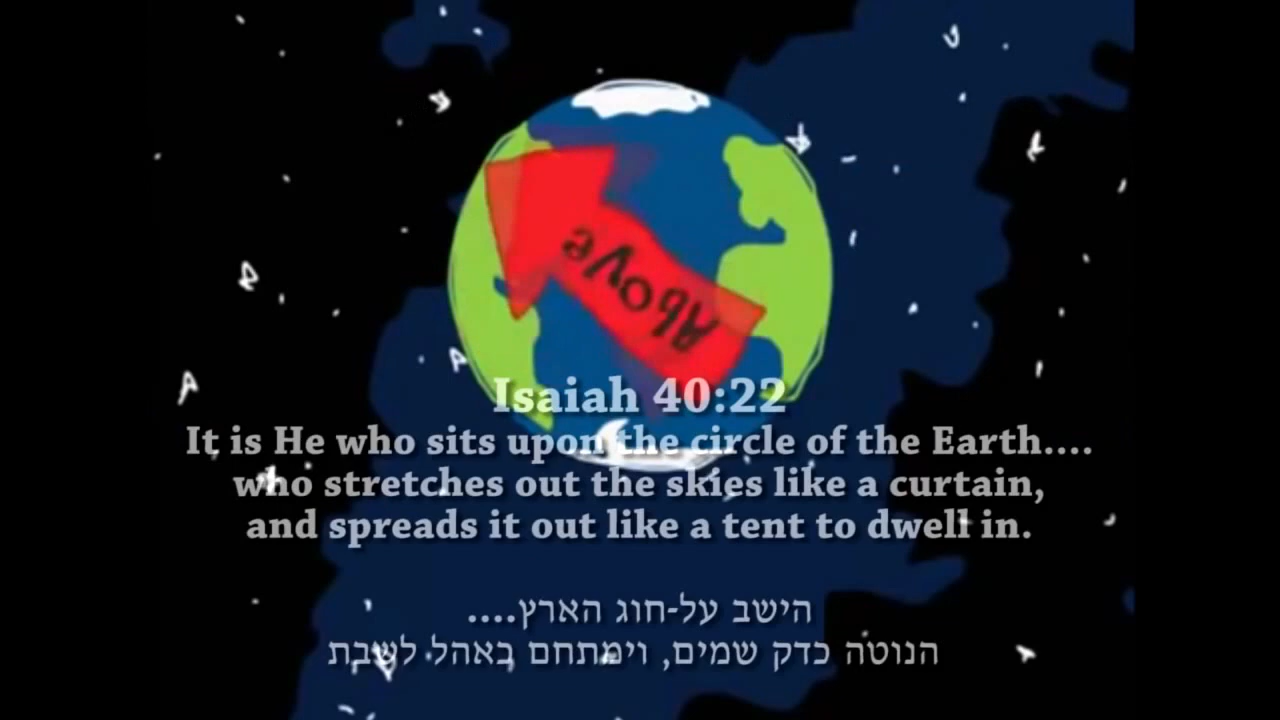 Above
Isaiah 40:22
It is He who sits upon the circle of the Earth....
who stretches out the skies like a curtain,
and spreads it out like a tent to dwell in.
הישב על-חוג הארץ....
הנוטה כדק שמים, וימתחם כאהל לשבת